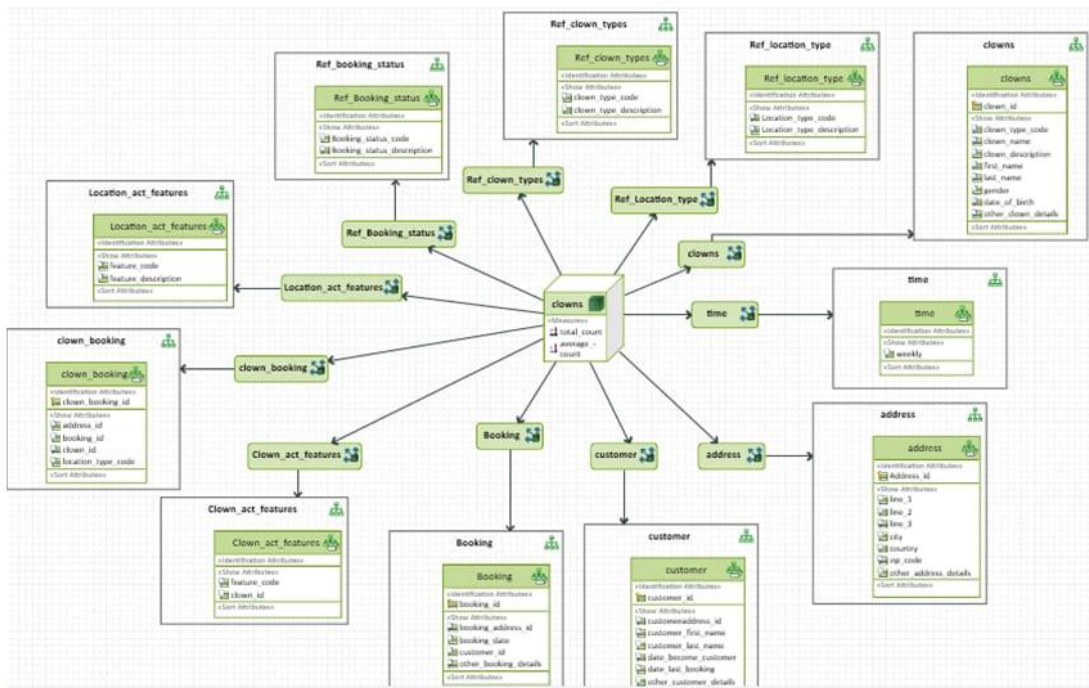 Ref_clown_types
Ref_clown_types
«Identification Attributes»
«Show Attributes»
clown_type_code
clown_type_description
«Sort Attributes»
Ref_location_type
Ref_location_type
«Identification Attributes»
«Show Attributes»
Location_type_code
Location_type_description
«Sort Attributes»
clowns
clowns
«Identification Attributes»
clown_id
«Show Attributes»
clown_type_code
clown_name
clown_description
first_name
last_name
gender
date_of_birth
other_clown_details
«Sort Attributes»
Ref_booking_status
Ref_Booking_status
«Identification Attributes»
«Show Attributes»
Booking_status_code
Booking_status_description
«Sort Attributes»
Location_act_features
Location_act_features
«Identification Attributes»
«Show Attributes»
feature_code
feature_description
«Sort Attributes»
Ref_clown_types
Ref_Location_type
Ref_Booking_status
clowns
Location_act_features
time
clowns
«Measures»
total_count
average_-
count
time
time
«Identification Attributes»
«Show Attributes»
weekly
«Sort Attributes»
clown_booking
clown_booking
«Identification Attributes»
clown_booking_id
«Show Attributes»
address_id
booking_id
clown_id
location_type_code
«Sort Attributes»
clown_booking
Clown_act_features
Booking
customer
address
address
address
«Identification Attributes»
Address_id
«Show Attributes»
line_1
line_2
line_3
city
country
zip_code
other_address_details
«Sort Attributes»
Clown_act_features
Clown_act_features
«Identification Attributes»
«Show Attributes»
feature_code
clown_id
«Sort Attributes»
Booking
Booking
«Identification Attributes»
booking_id
«Show Attributes»
booking_address_id
booking_date
customer_id
other_booking_details
«Sort Attributes»
customer
customer
«Identification Attributes»
customer_id
«Show Attributes»
customeraddress_id
customer_first_name
customer_last_name
date_become_customer
date_last_booking
other_customer_details